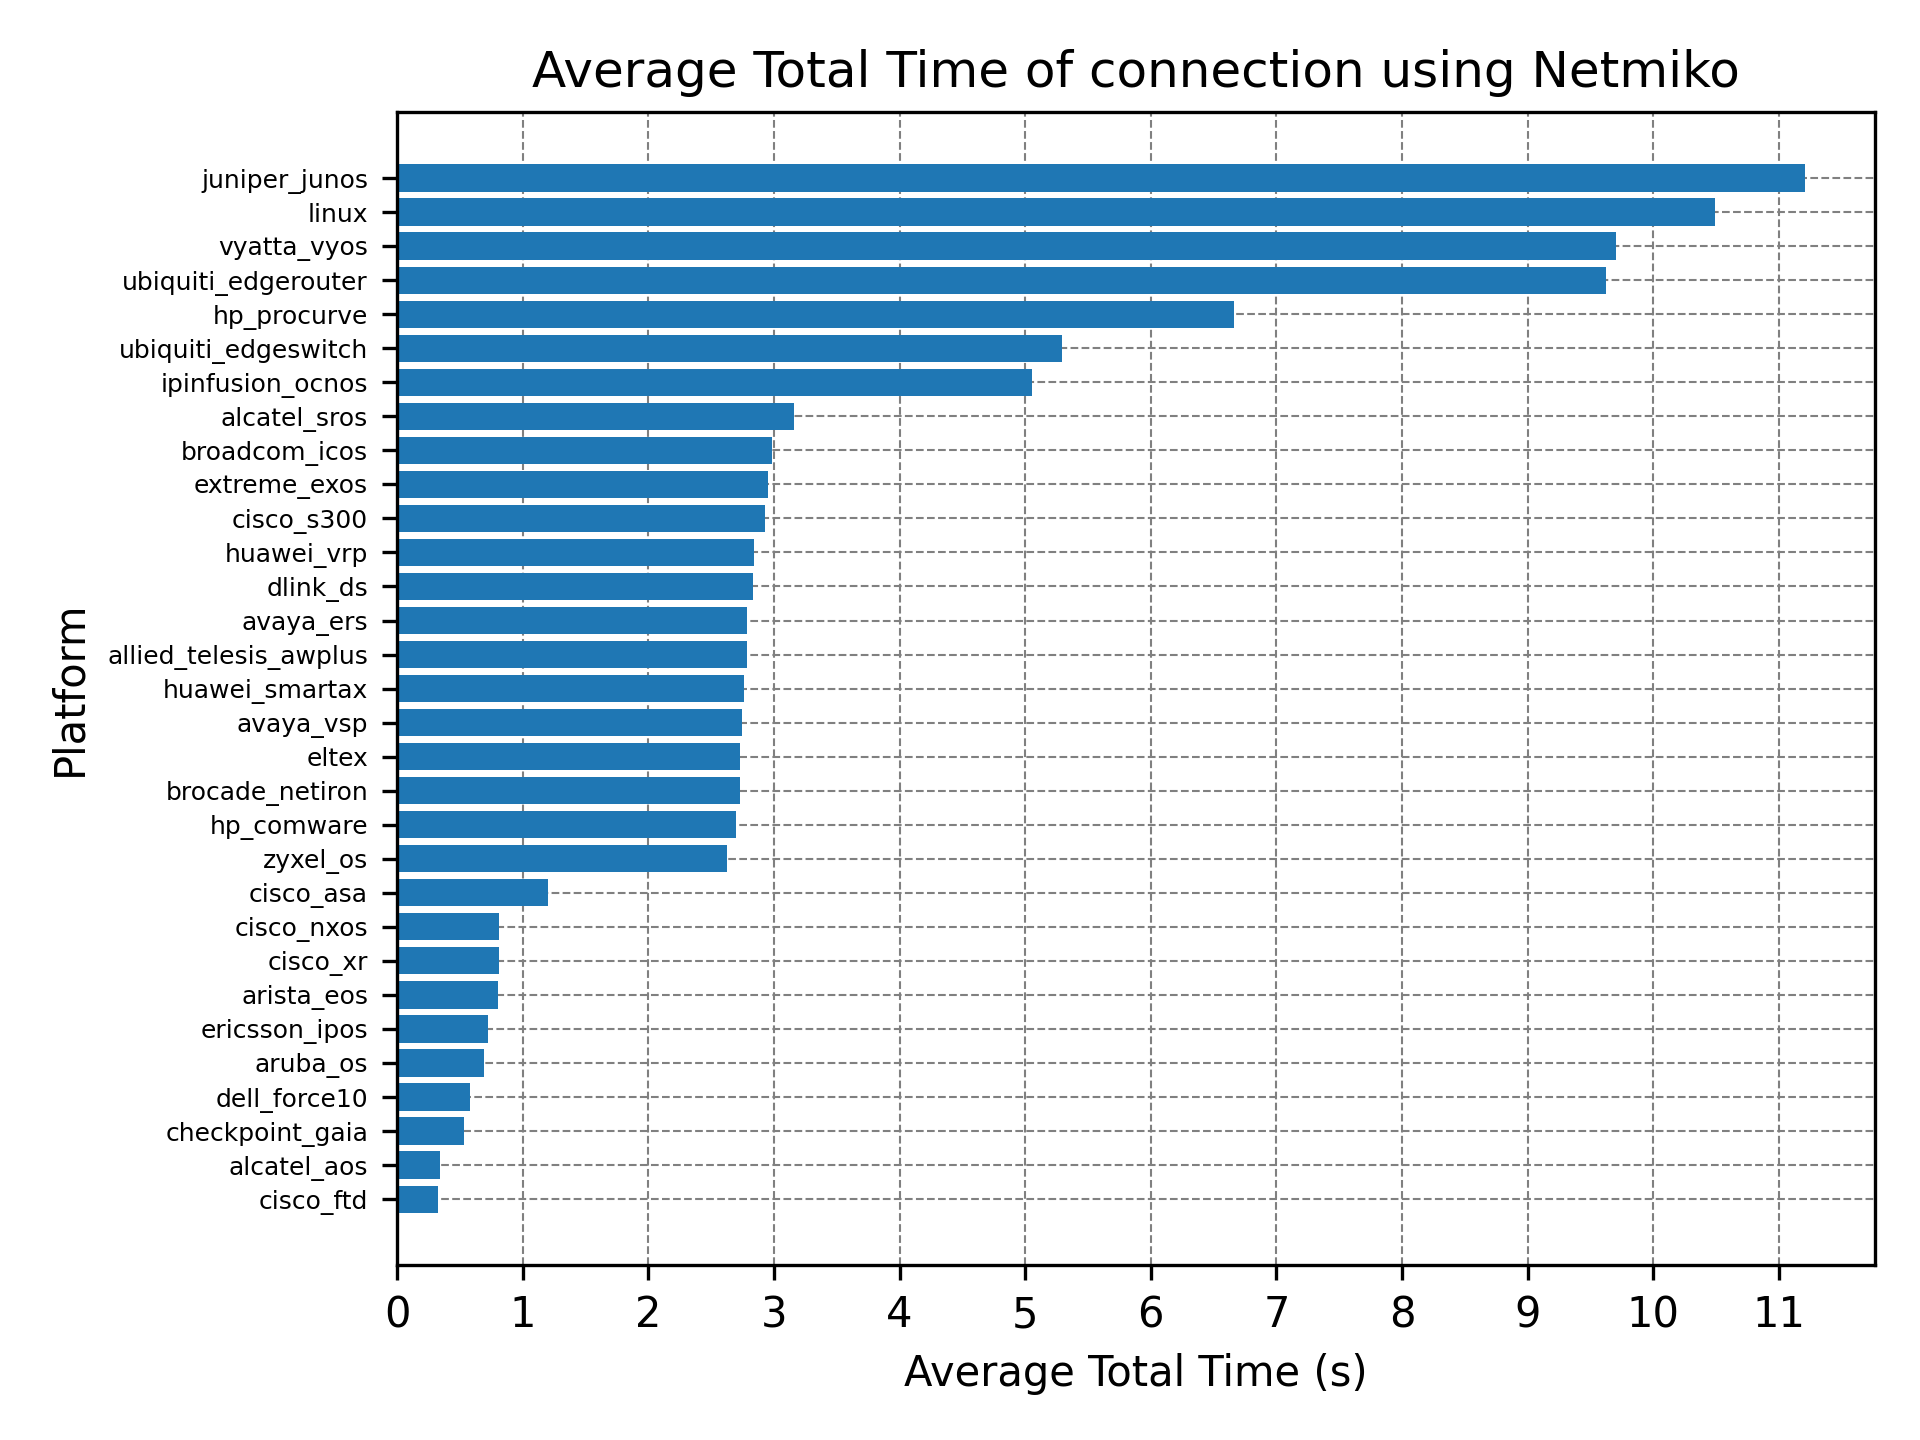 Average Total Time of connection using Netmiko
juniper_junos
linux
vyatta_vyos
ubiquiti_edgerouter
hp_procurve
ubiquiti_edgeswitch
ipinfusion_ocnos
alcatel_sros
broadcom_icos
extreme_exos
cisco_s300
huawei_vrp
dlink_ds
avaya_ers
allied_telesis_awplus
huawei_smartax
avaya_vsp
eltex
brocade_netiron
hp_comware
zyxel_os
cisco_asa
cisco_nxos
cisco_xr
arista_eos
ericsson_ipos
aruba_os
dell_force10
checkpoint_gaia
alcatel_aos
cisco_ftd
Platform
0 1 2 3 4 5 6 7 8 9 10 11
Average Total Time (s)